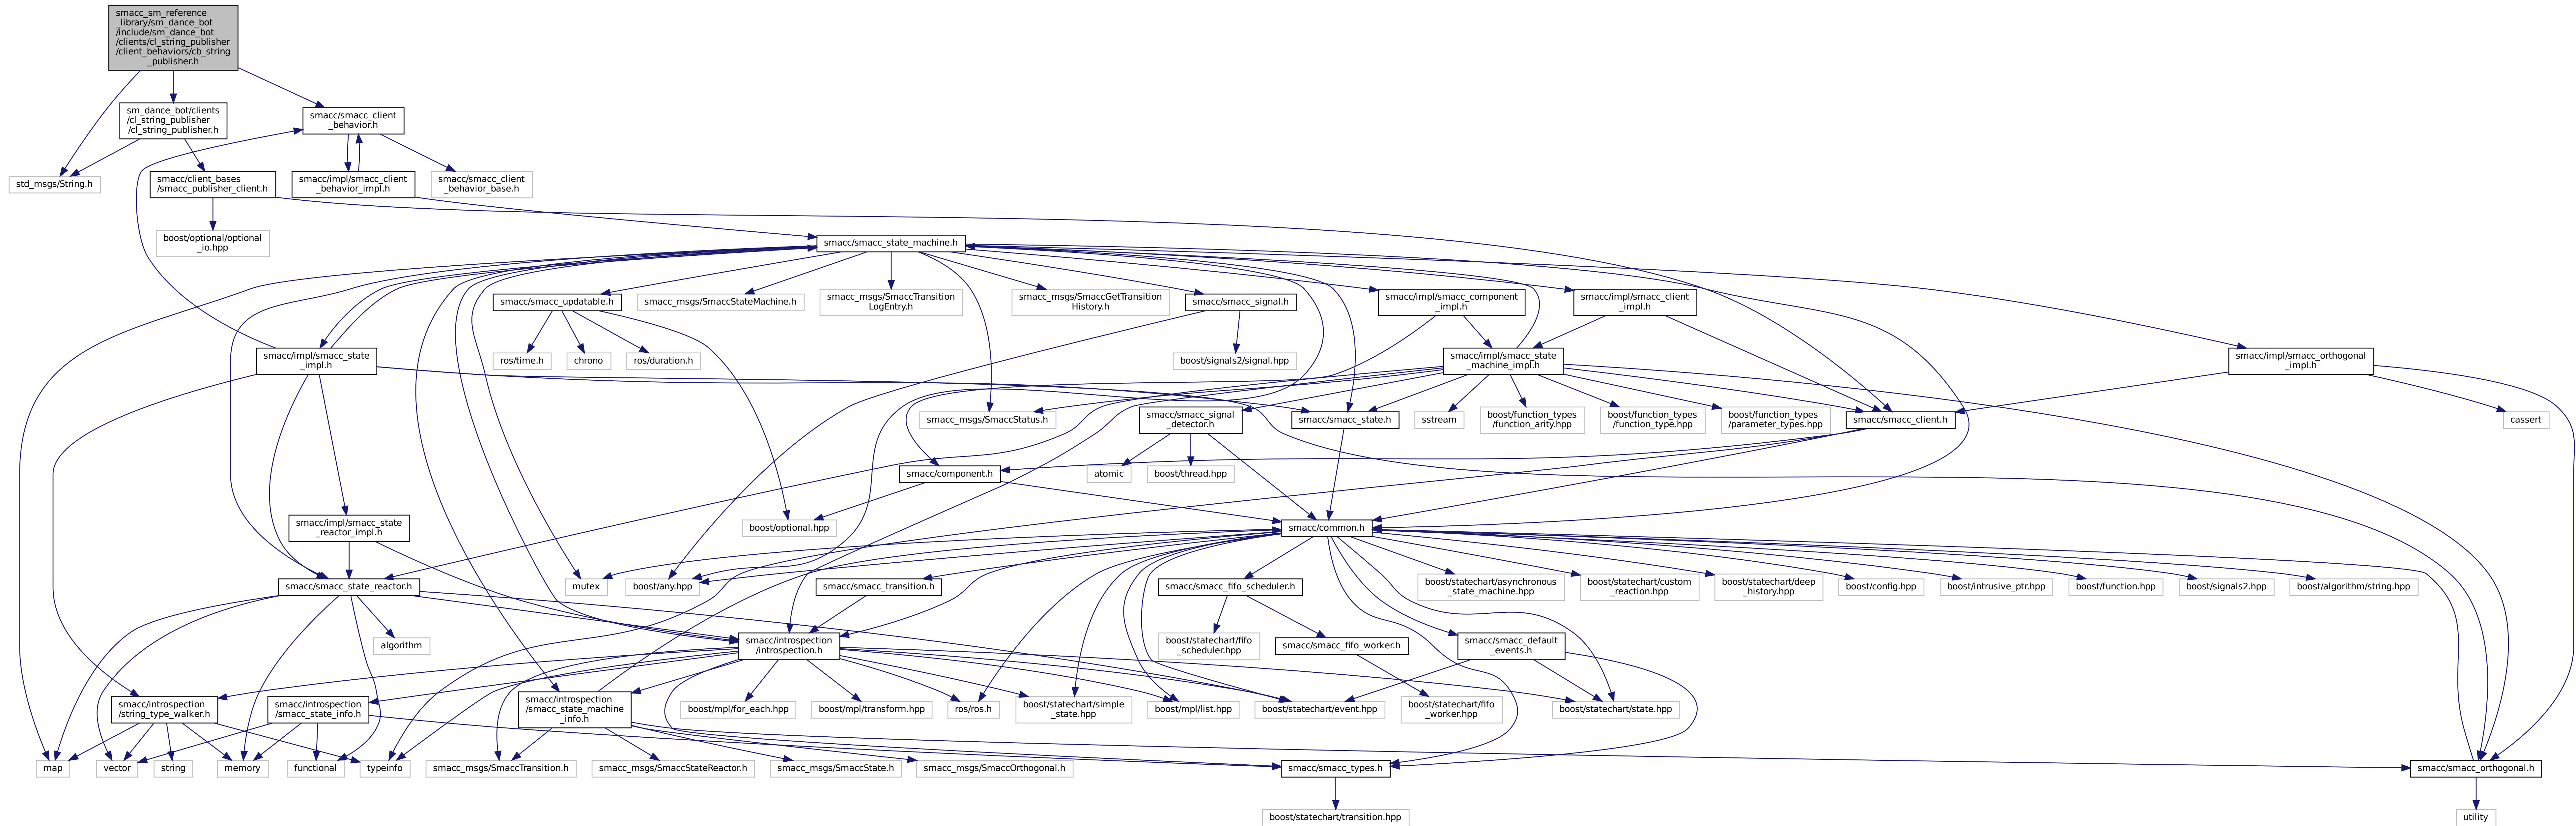 smacc_sm_reference
_library/sm_dance_bot
/include/sm_dance_bot
/clients/cl_string_publisher
/client_behaviors/cb_string
_publisher.h
sm_dance_bot/clients
/cl_string_publisher
/cl_string_publisher.h
smacc/smacc_client
_behavior.h
std_msgs/String.h
smacc/client_bases
/smacc_publisher_client.h
smacc/impl/smacc_client
_behavior_impl.h
smacc/smacc_client
_behavior_base.h
boost/optional/optional
_io.hpp
smacc/smacc_state_machine.h
smacc/smacc_updatable.h
smacc_msgs/SmaccStateMachine.h
smacc_msgs/SmaccTransition
LogEntry.h
smacc_msgs/SmaccGetTransition
History.h
smacc/smacc_signal.h
smacc/impl/smacc_component
_impl.h
smacc/impl/smacc_client
_impl.h
smacc/impl/smacc_state
_impl.h
ros/time.h
chrono
ros/duration.h
boost/signals2/signal.hpp
smacc/impl/smacc_state
_machine_impl.h
smacc/impl/smacc_orthogonal
_impl.h
smacc_msgs/SmaccStatus.h
smacc/smacc_signal
_detector.h
smacc/smacc_state.h
sstream
boost/function_types
/function_arity.hpp
boost/function_types
/function_type.hpp
boost/function_types
/parameter_types.hpp
smacc/smacc_client.h
cassert
smacc/component.h
atomic
boost/thread.hpp
smacc/impl/smacc_state
_reactor_impl.h
boost/optional.hpp
smacc/common.h
smacc/smacc_state_reactor.h
mutex
boost/any.hpp
smacc/smacc_transition.h
smacc/smacc_fifo_scheduler.h
boost/statechart/asynchronous
_state_machine.hpp
boost/statechart/custom
_reaction.hpp
boost/statechart/deep
_history.hpp
boost/config.hpp
boost/intrusive_ptr.hpp
boost/function.hpp
boost/signals2.hpp
boost/algorithm/string.hpp
algorithm
smacc/introspection
/introspection.h
boost/statechart/fifo
_scheduler.hpp
smacc/smacc_fifo_worker.h
smacc/smacc_default
_events.h
smacc/introspection
/string_type_walker.h
smacc/introspection
/smacc_state_info.h
smacc/introspection
/smacc_state_machine
_info.h
boost/mpl/for_each.hpp
boost/mpl/transform.hpp
ros/ros.h
boost/statechart/simple
_state.hpp
boost/mpl/list.hpp
boost/statechart/event.hpp
boost/statechart/fifo
_worker.hpp
boost/statechart/state.hpp
map
vector
string
memory
functional
typeinfo
smacc_msgs/SmaccTransition.h
smacc_msgs/SmaccStateReactor.h
smacc_msgs/SmaccState.h
smacc_msgs/SmaccOrthogonal.h
smacc/smacc_types.h
smacc/smacc_orthogonal.h
boost/statechart/transition.hpp
utility